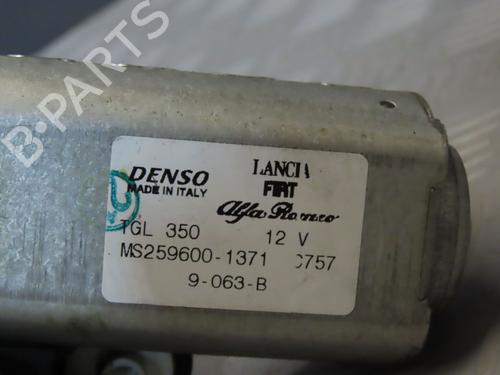 B·PARTS
DENSO LANCIA
MADE IN ITALY FIAT
Alfa Romeo
TGL 350 12 V
MS259600-1371 C757
9-063-B